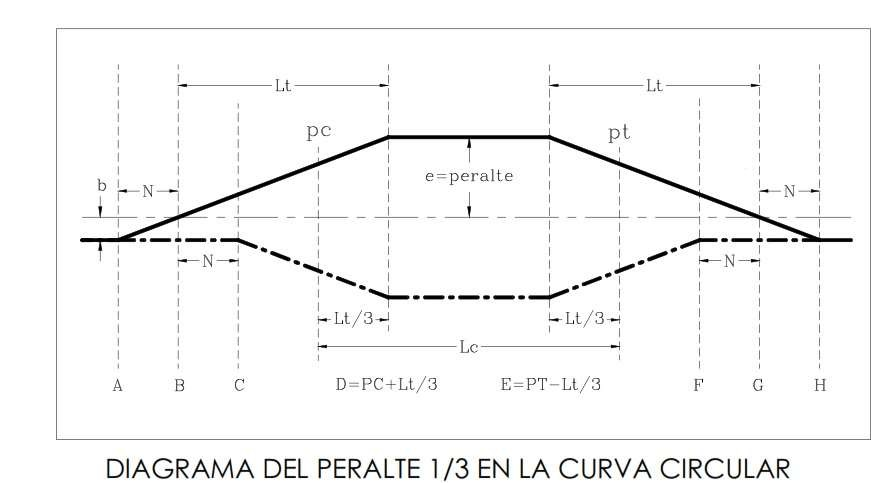 Lt Lt
pc pt
e=peralte
b N N
N N
Lt/3 Lt/3
Lc
A B C D=PC+Lt/3 E=PT−Lt/3 F G H
DIAGRAMA DEL PERALTE 1/3 EN LA CURVA CIRCULAR